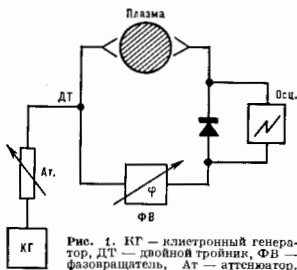 Плазма
ДТ
Осц.
Ат.
φ
ФВ
КГ
Рис. 1. КГ — клистронный генера-
тор, ДТ — двойной тройник, ФВ —
фазовращатель, Ат — аттенюатор.